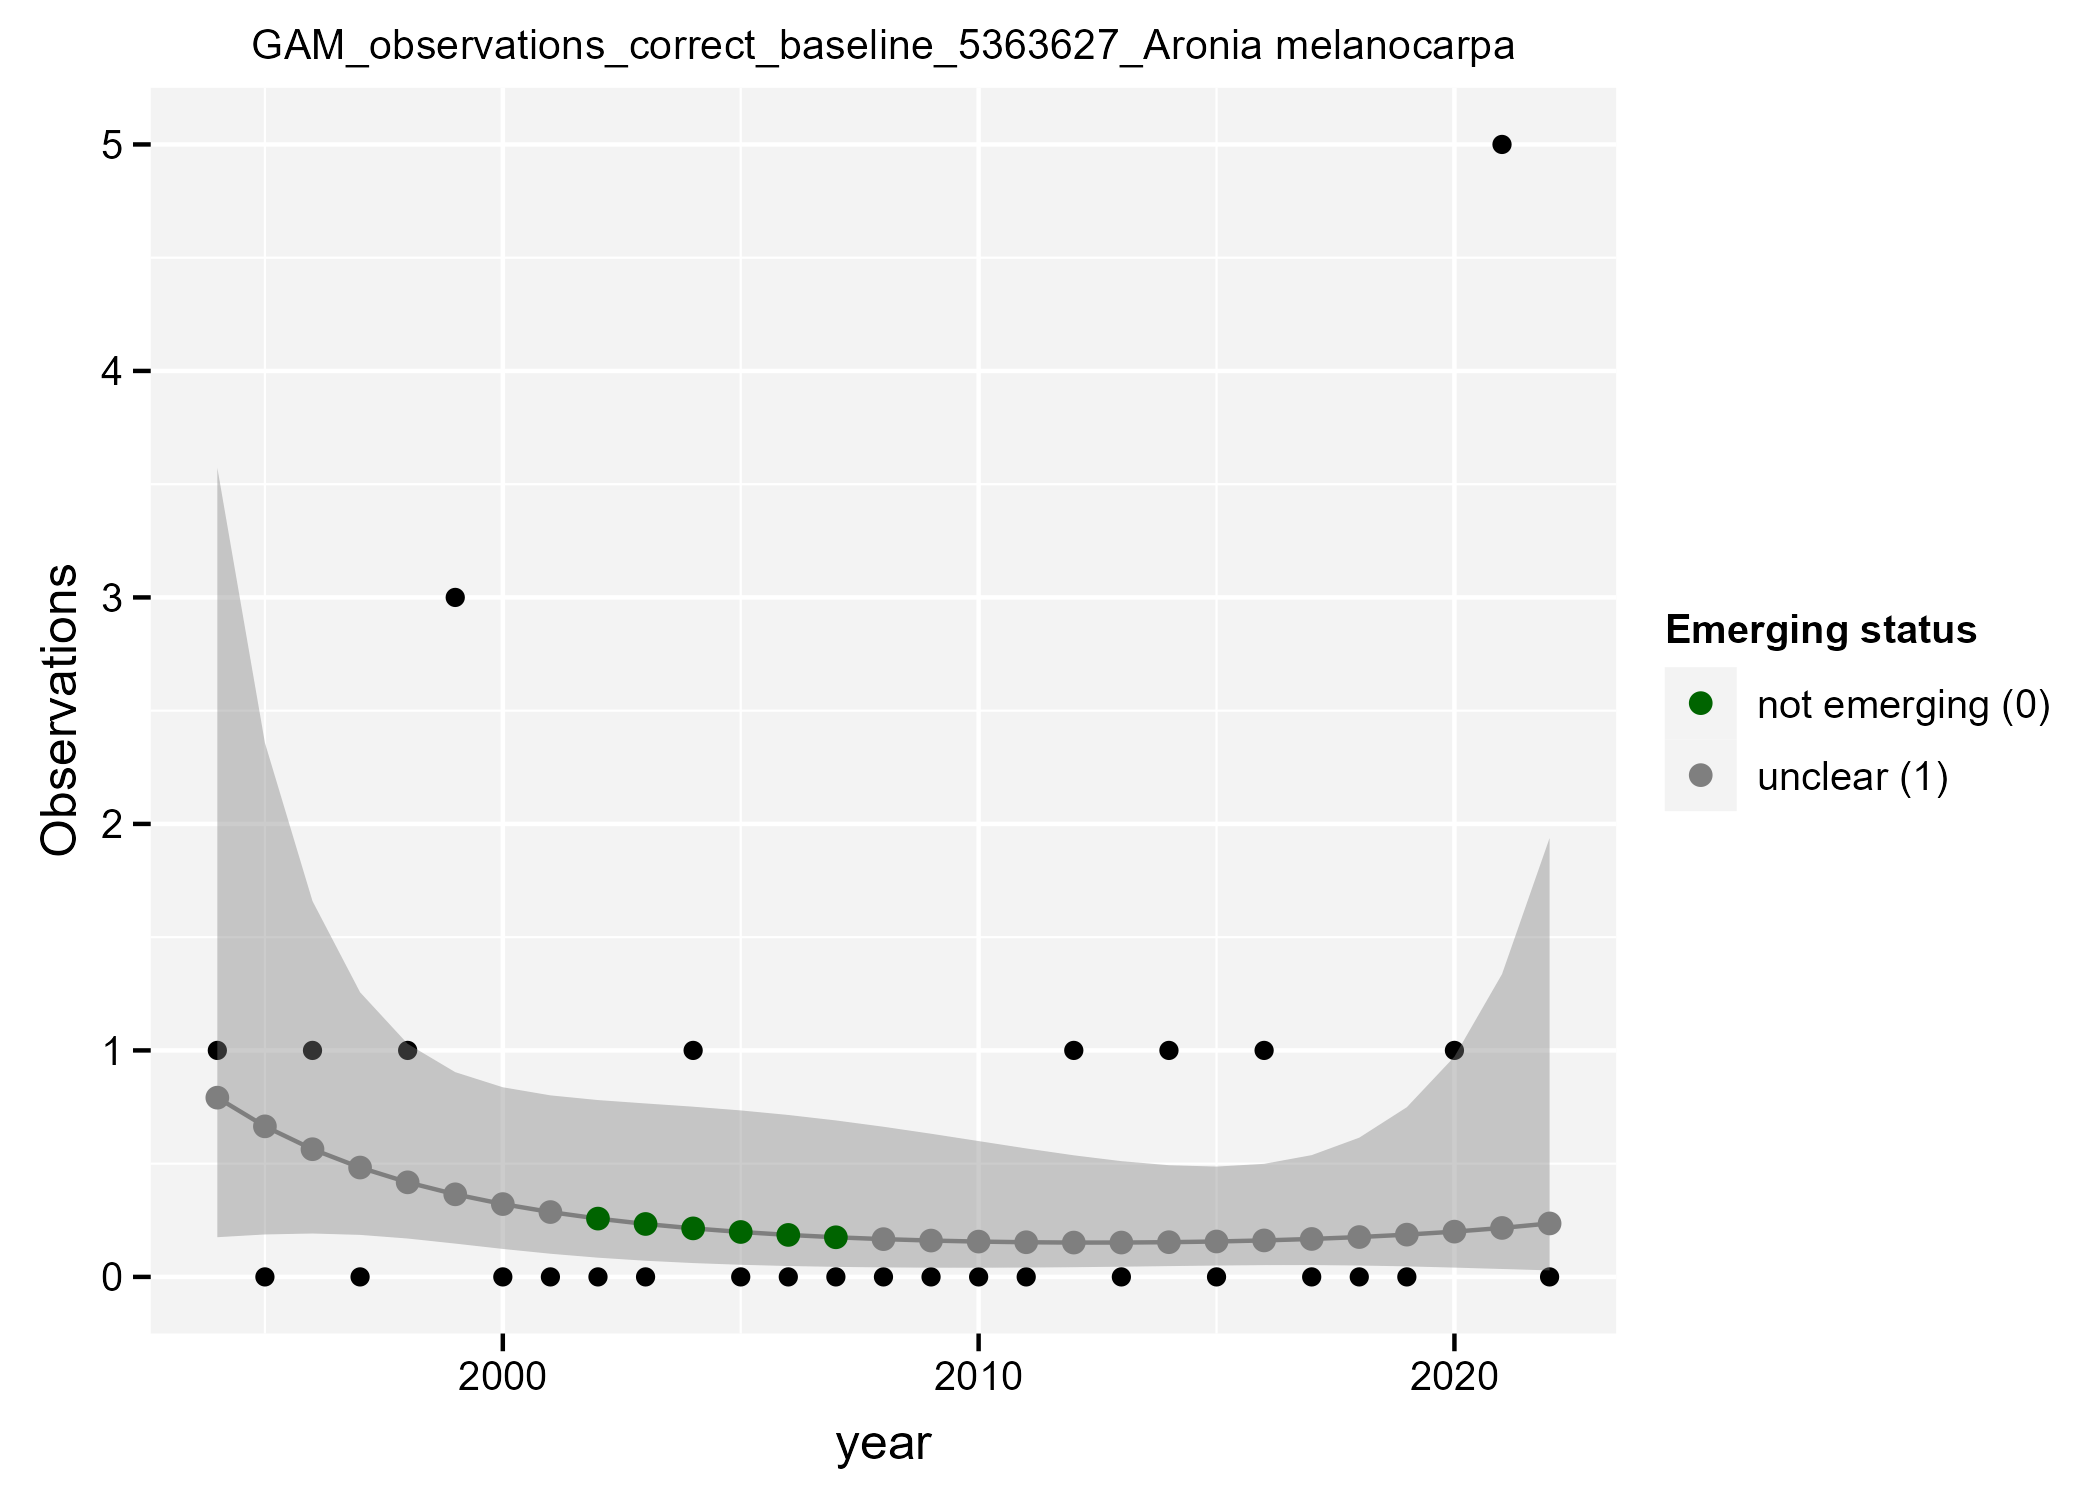 GAM_observations_correct_baseline_5363627_Aronia melanocarpa
5
4
3
2
1
0
Observations
2000 2010 2020
year
Emerging status
not emerging (0)
unclear (1)